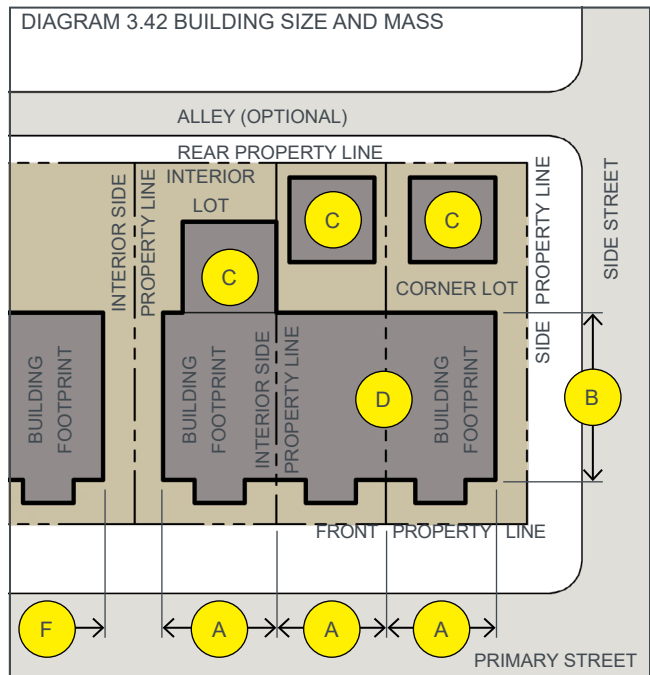 DIAGRAM 3.42 BUILDING SIZE AND MASS
ALLEY (OPTIONAL)
REAR PROPERTY LINE
INTERIOR SIDE
PROPERTY LINE
INTERIOR
LOT
C
C
C
CORNER LOT
SIDE PROPERTY LINE
SIDE STREET
BUILDING
FOOTPRINT
BUILDING
FOOTPRINT
INTERIOR SIDE
PROPERTY LINE
D
BUILDING
FOOTPRINT
B
FRONT PROPERTY LINE
F
A
A
A
PRIMARY STREET